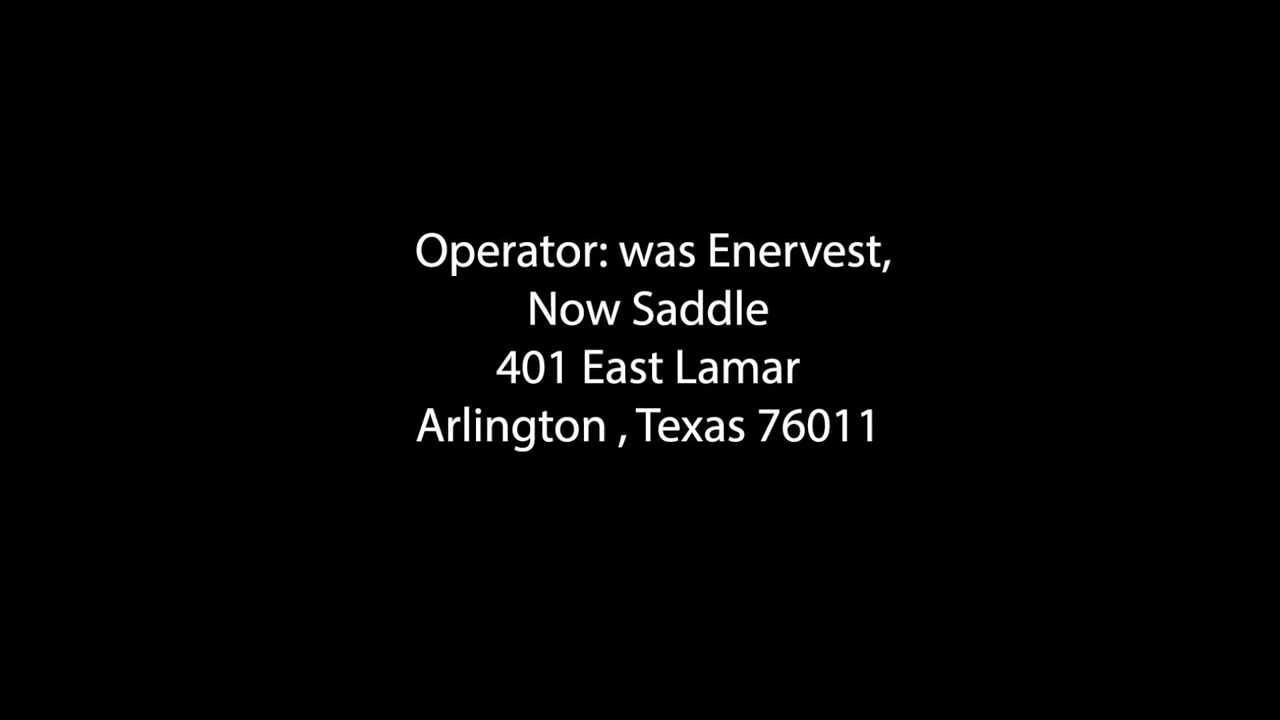 Operator: was Enervest,
Now Saddle
401 East Lamar
Arlington , Texas 76011